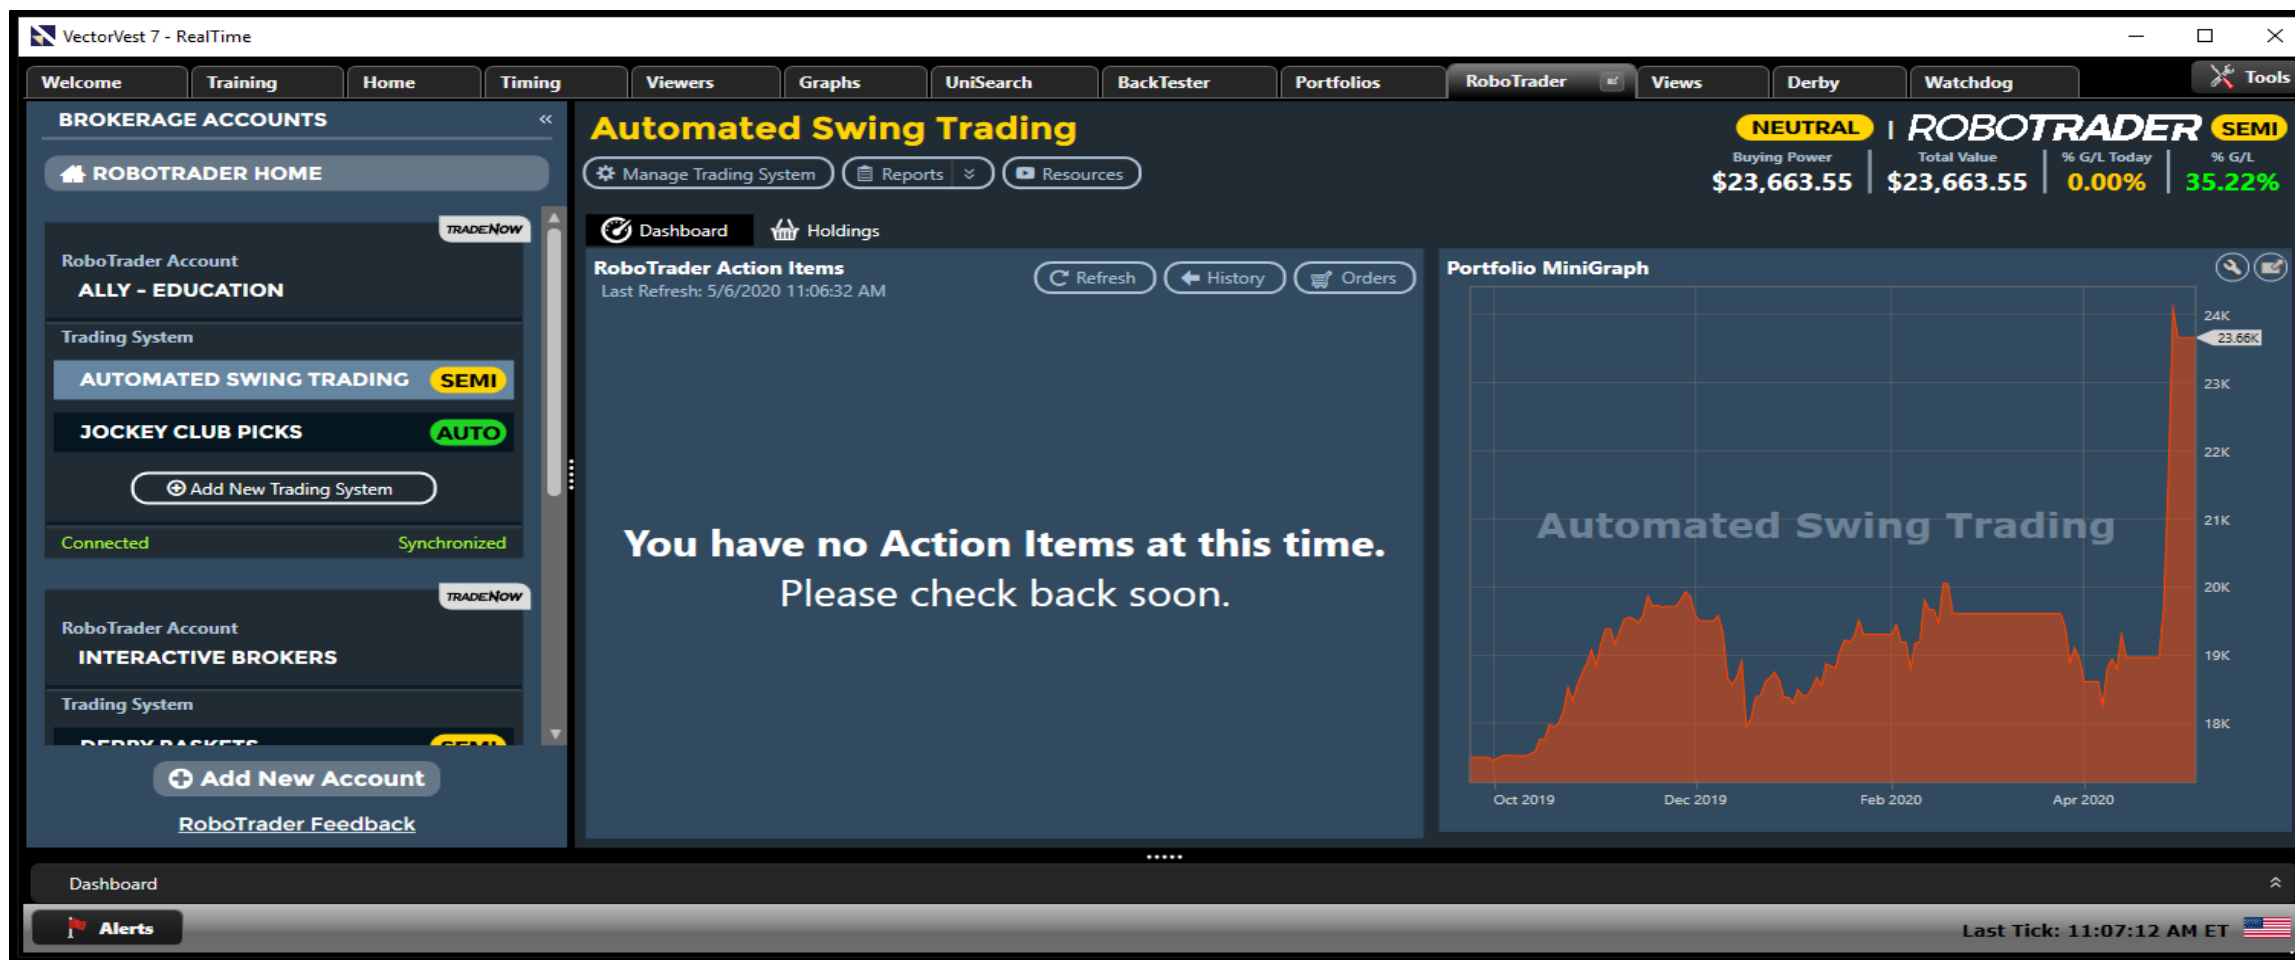 VectorVest 7 - RealTime
Welcome Training Home Timing Viewers Graphs UniSearch BackTester Portfolios RoboTrader Views Derby Watchdog Tools
BROKERAGE ACCOUNTS «
ROBOTRADER HOME
TRADENOW
RoboTrader Account
ALLY - EDUCATION
Trading System
AUTOMATED SWING TRADING SEMI
JOCKEY CLUB PICKS AUTO
Add New Trading System
Connected Synchronized
TRADENOW
RoboTrader Account
INTERACTIVE BROKERS
Trading System
DERBY BASKETS SEMI
Add New Account
RoboTrader Feedback
Automated Swing Trading
Manage Trading System Reports Resources
NEUTRAL | ROBOTRADER SEMI
Buying Power Total Value % G/L Today % G/L
$23,663.55 $23,663.55 0.00% 35.22%
Dashboard Holdings
RoboTrader Action Items
Last Refresh: 5/6/2020 11:06:32 AM
Refresh History Orders
You have no Action Items at this time.
Please check back soon.
Portfolio MiniGraph
24K
23.66K
23K
22K
Automated Swing Trading
21K
20K
19K
18K
Oct 2019 Dec 2019 Feb 2020 Apr 2020
Dashboard
Alerts
Last Tick: 11:07:12 AM ET